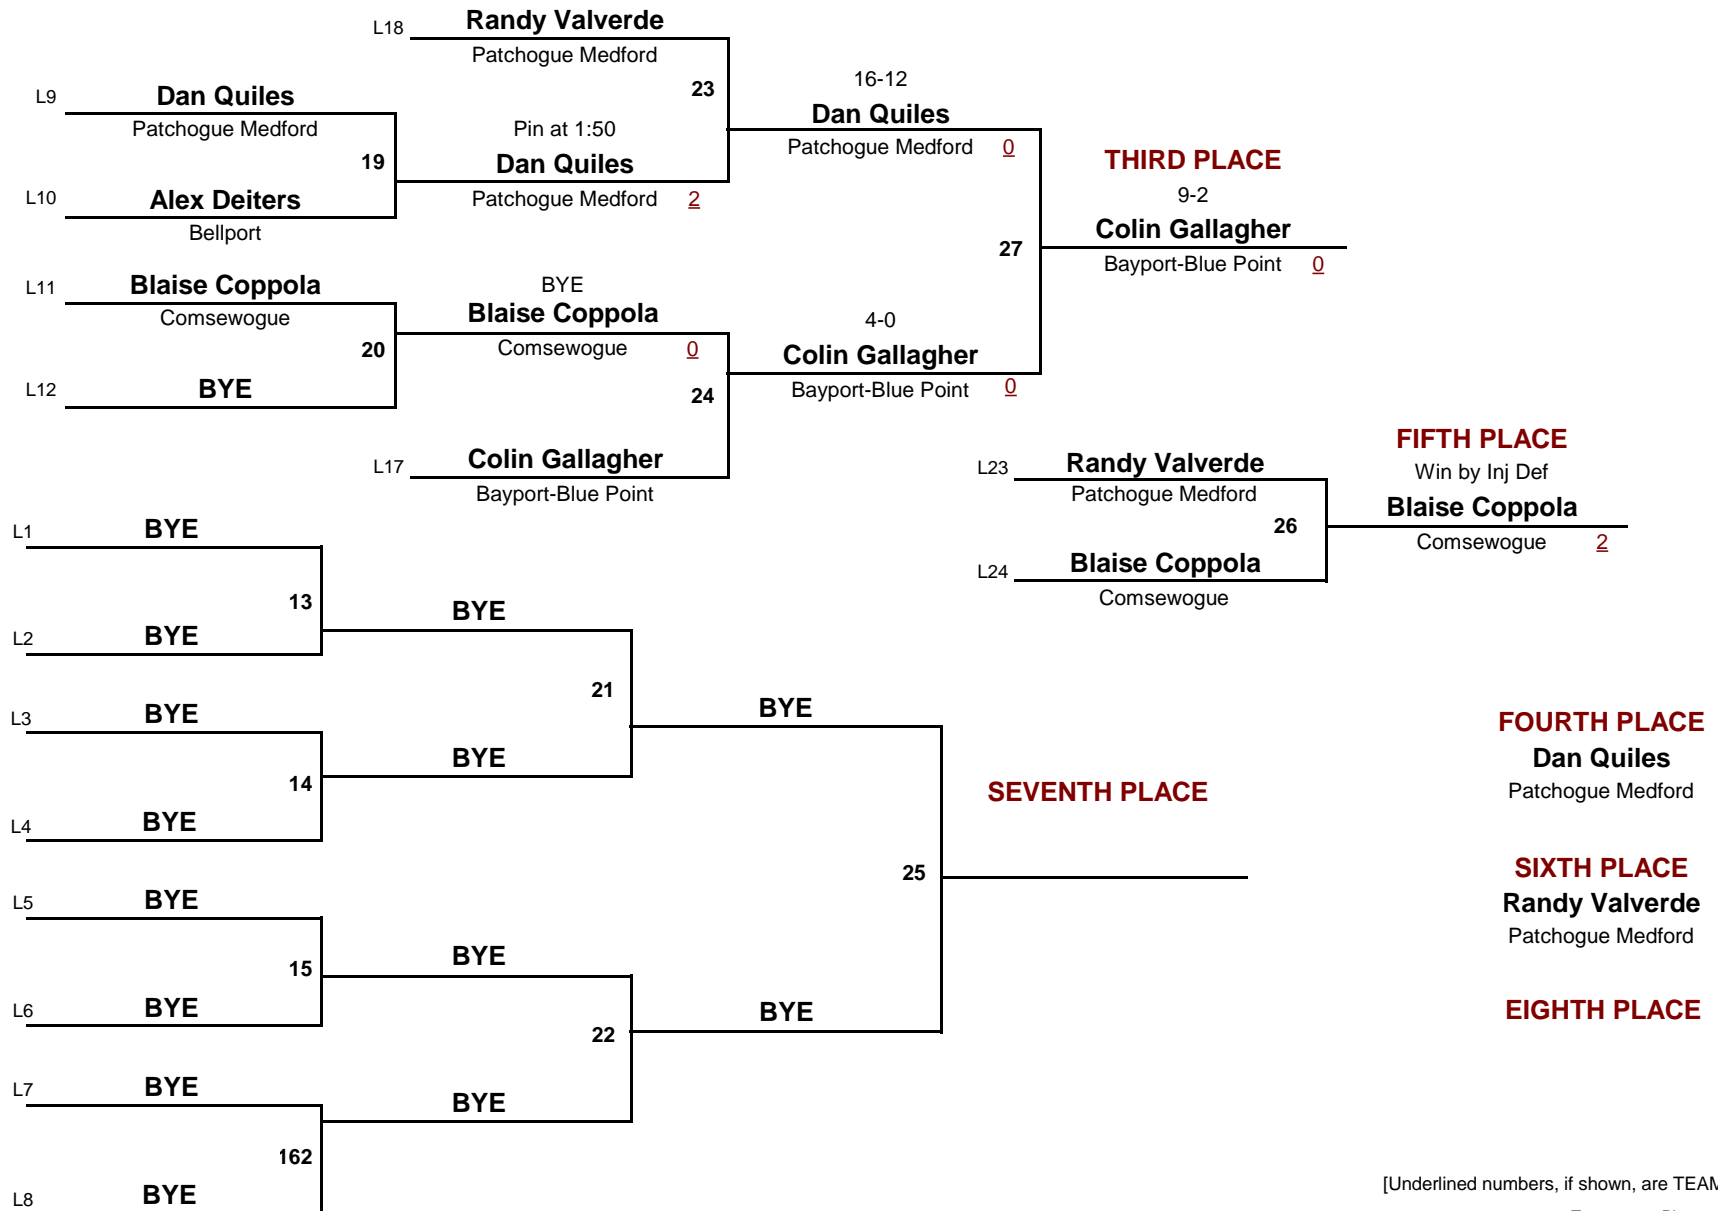 L18 Randy Valverde
Patchogue Medford
23
L9 Dan Quiles
Patchogue Medford
19
L10 Alex Deiters
Bellport
Pin at 1:50
Dan Quiles
Patchogue Medford 2
16-12
Dan Quiles
Patchogue Medford 0
THIRD PLACE
9-2
Colin Gallagher
Bayport-Blue Point 0
27
L11 Blaise Coppola
Comsewogue
20
L12 BYE
BYE
Blaise Coppola
Comsewogue 0
24
4-0
Colin Gallagher
Bayport-Blue Point 0
L17 Colin Gallagher
Bayport-Blue Point
L23 Randy Valverde
Patchogue Medford
26
L24 Blaise Coppola
Comsewogue
FIFTH PLACE
Win by Inj Def
Blaise Coppola
Comsewogue 2
L1 BYE
13
L2 BYE
BYE
21
L3 BYE
14
L4 BYE
BYE
BYE
SEVENTH PLACE
25
L5 BYE
15
L6 BYE
BYE
22
BYE
L7 BYE
162
L8 BYE
BYE
FOURTH PLACE
Dan Quiles
Patchogue Medford
SIXTH PLACE
Randy Valverde
Patchogue Medford
EIGHTH PLACE
[Underlined numbers, if shown, are TEAM